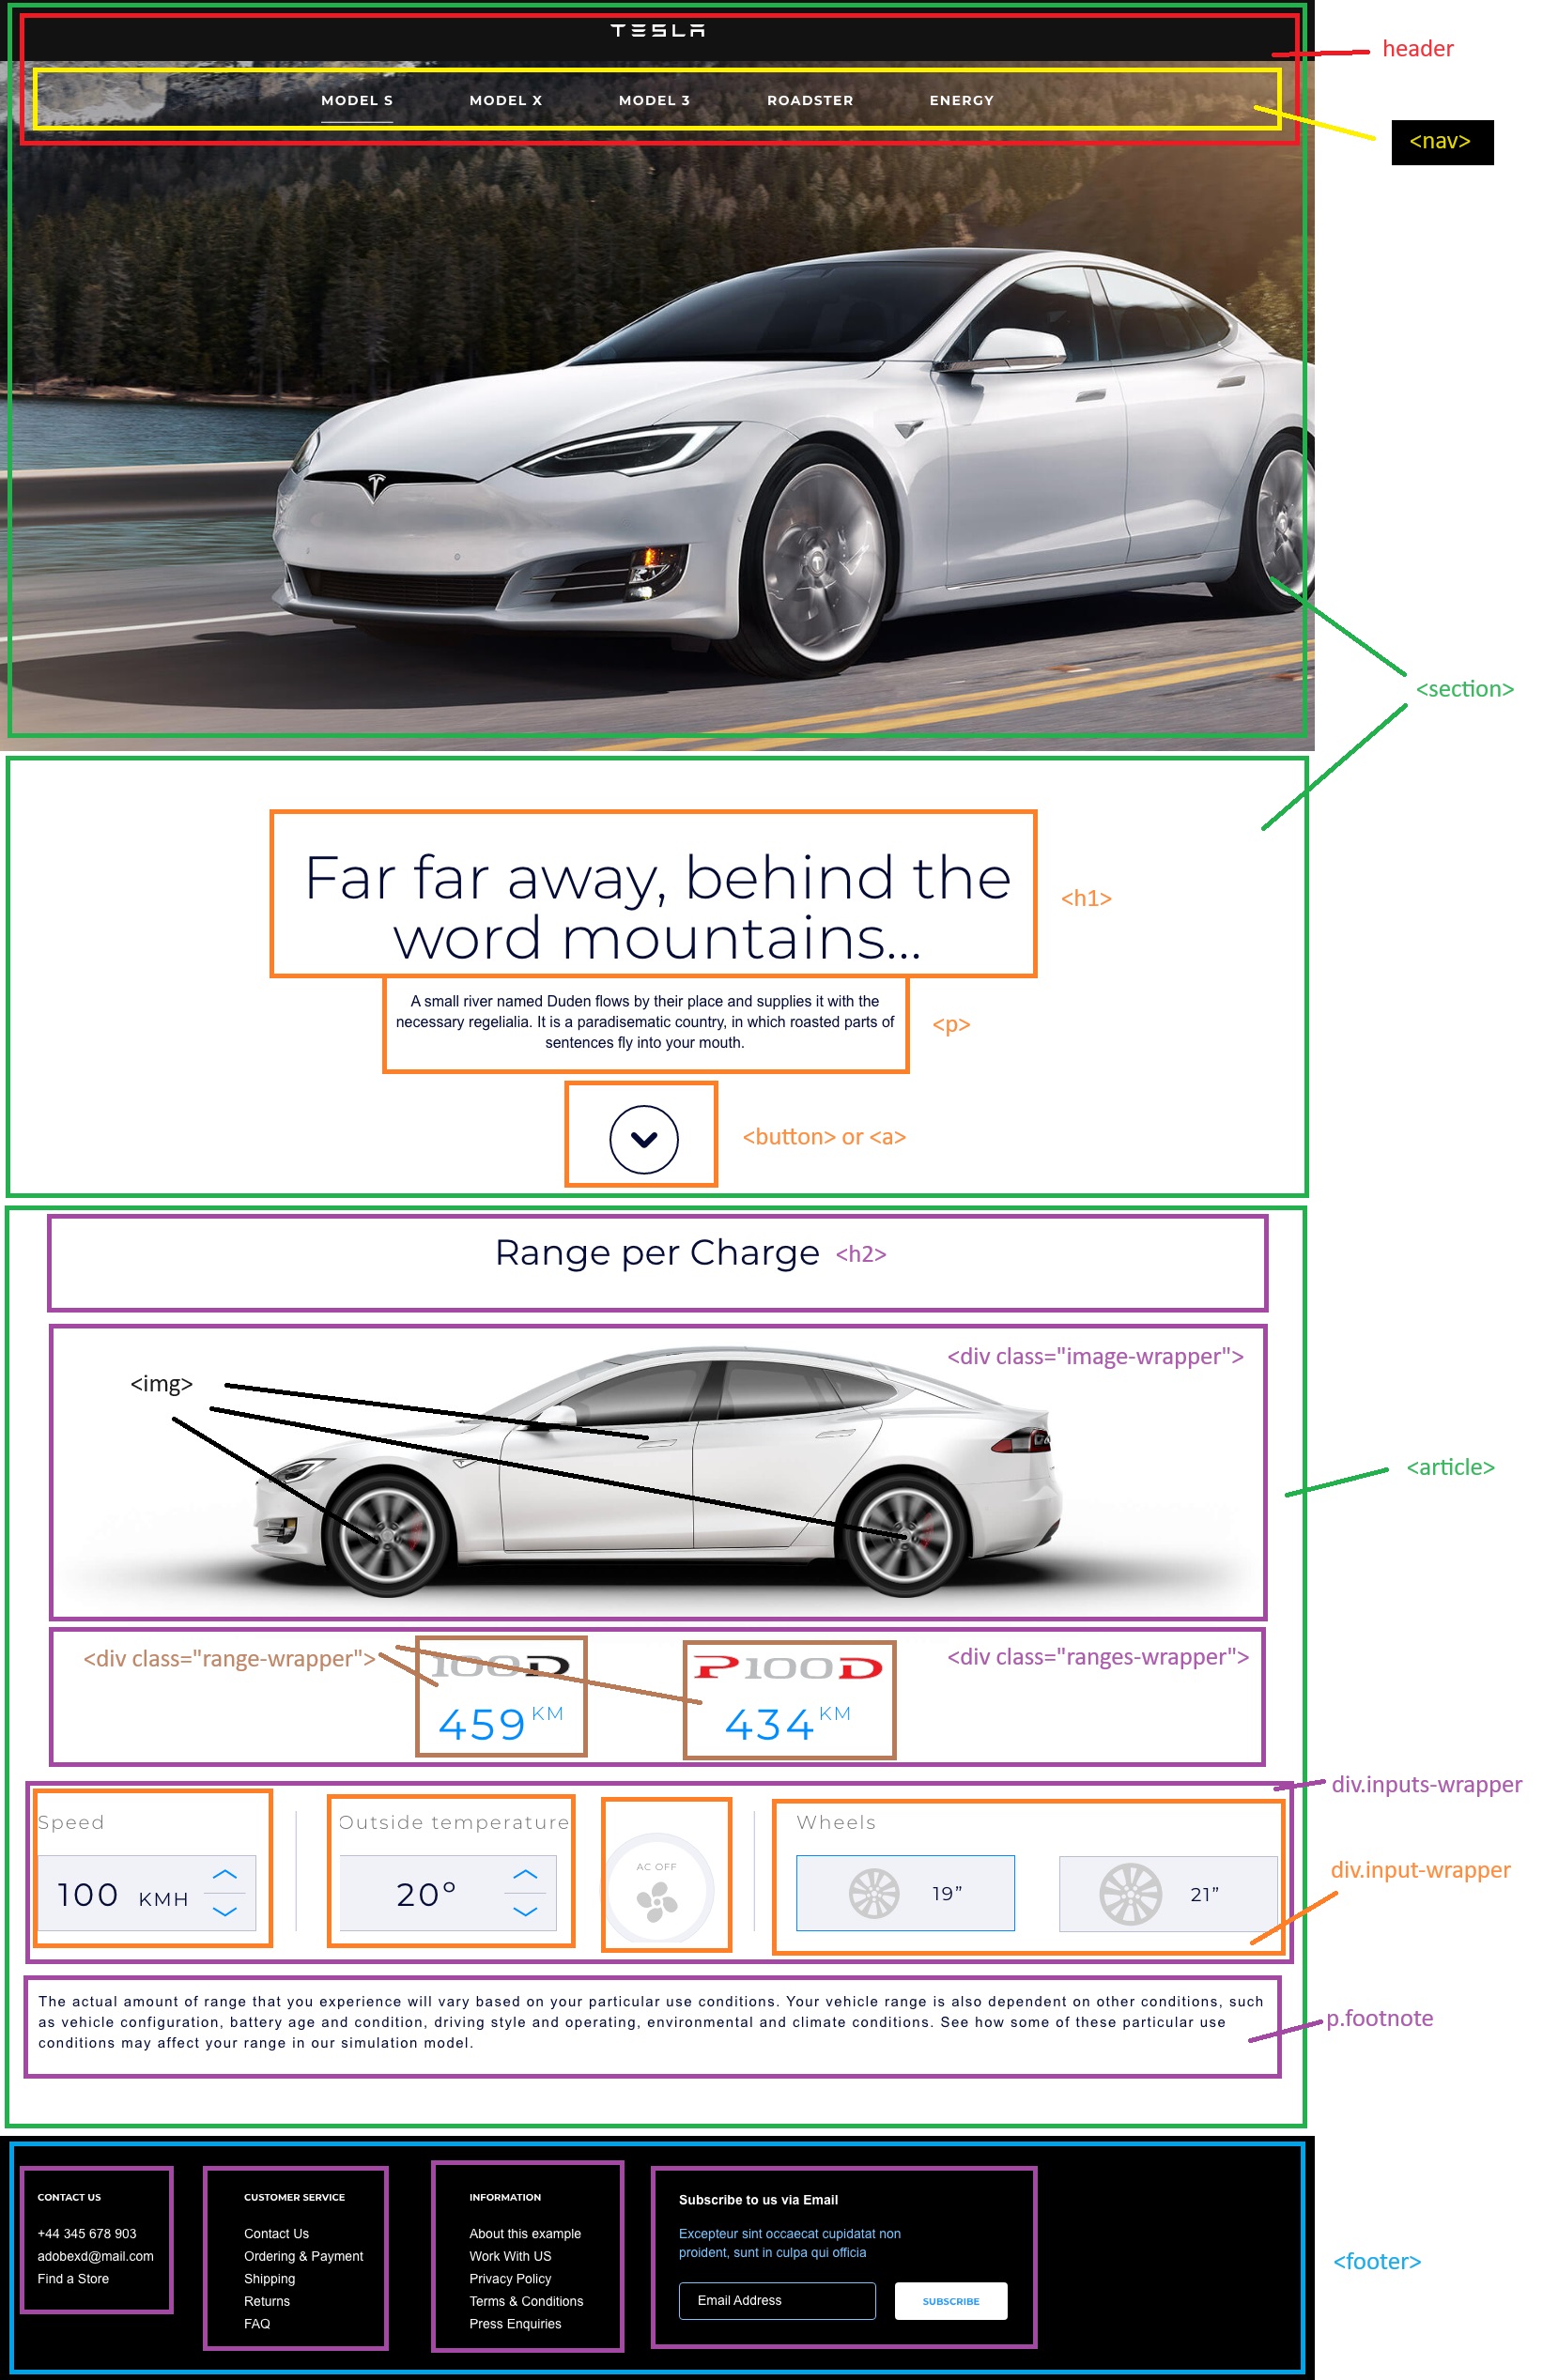 TESLA
header
MODEL S MODEL X MODEL 3 ROADSTER ENERGY
<nav>
<section>
Far far away, behind the
word mountains...
<h1>
A small river named Duden flows by their place and supplies it with the
necessary regelialia. It is a paradisematic country, in which roasted parts of
sentences fly into your mouth.
<p>
<button> or <a>
Range per Charge <h2>
<div class="image-wrapper">
<img>
<article>
<div class="range-wrapper"> 100D P100D <div class="ranges-wrapper">
459 KM 434 KM
div.inputs-wrapper
Speed Outside temperature Wheels
AC OFF
div.input-wrapper
100 KMH 20° 19” 21”
The actual amount of range that you experience will vary based on your particular use conditions. Your vehicle range is also dependent on other conditions, such
as vehicle configuration, battery age and condition, driving style and operating, environmental and climate conditions. See how some of these particular use
conditions may affect your range in our simulation model.
p.footnote
CONTACT US
+44 345 678 903
adobexd@mail.com
Find a Store
CUSTOMER SERVICE
Contact Us
Ordering & Payment
Shipping
Returns
FAQ
INFORMATION
About this example
Work With US
Privacy Policy
Terms & Conditions
Press Enquiries
Subscribe to us via Email
Excepteur sint occaecat cupidatat non
proident, sunt in culpa qui officia
Email Address SUBSCRIBE
<footer>